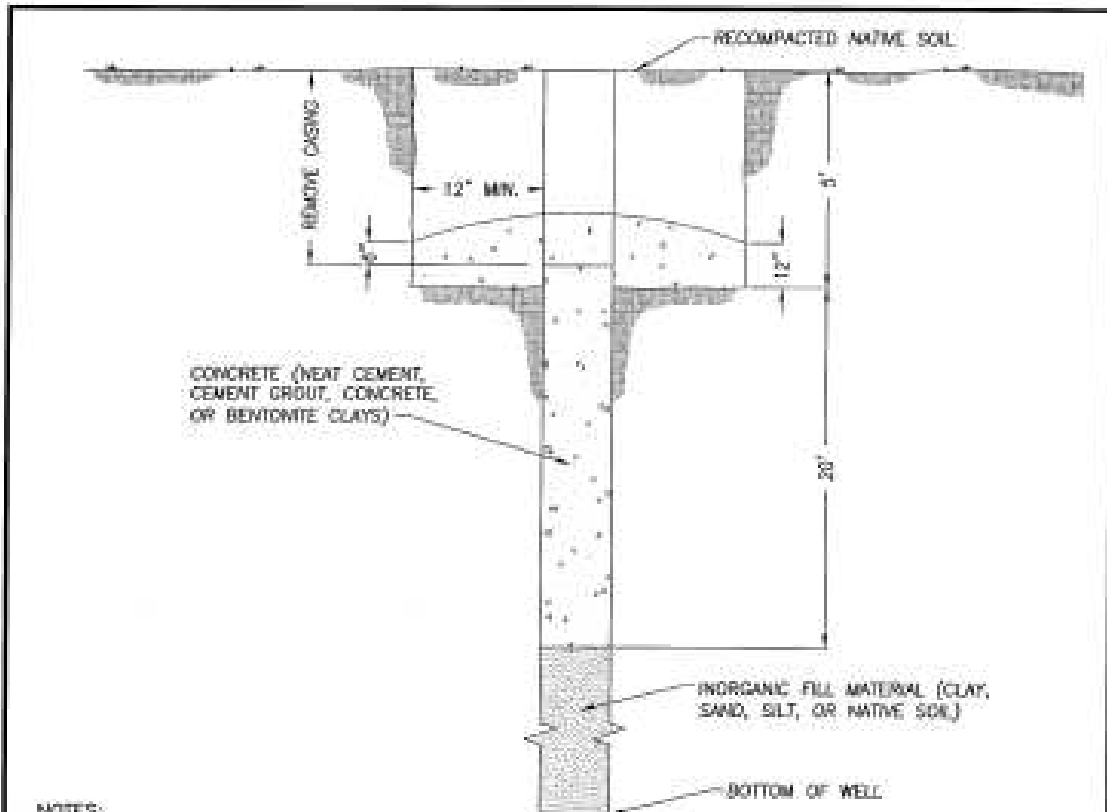 RECOMPACTED NATIVE SOIL
REMOVE CASING
12" MIN.
5'
6"
12"
CONCRETE (NEAT CEMENT,
CEMENT GROUT, CONCRETE,
OR BENTONITE CLAYS)
20'
INORGANIC FILL MATERIAL (CLAY,
SAND, SILT, OR NATIVE SOIL)
BOTTOM OF WELL
NOTES: